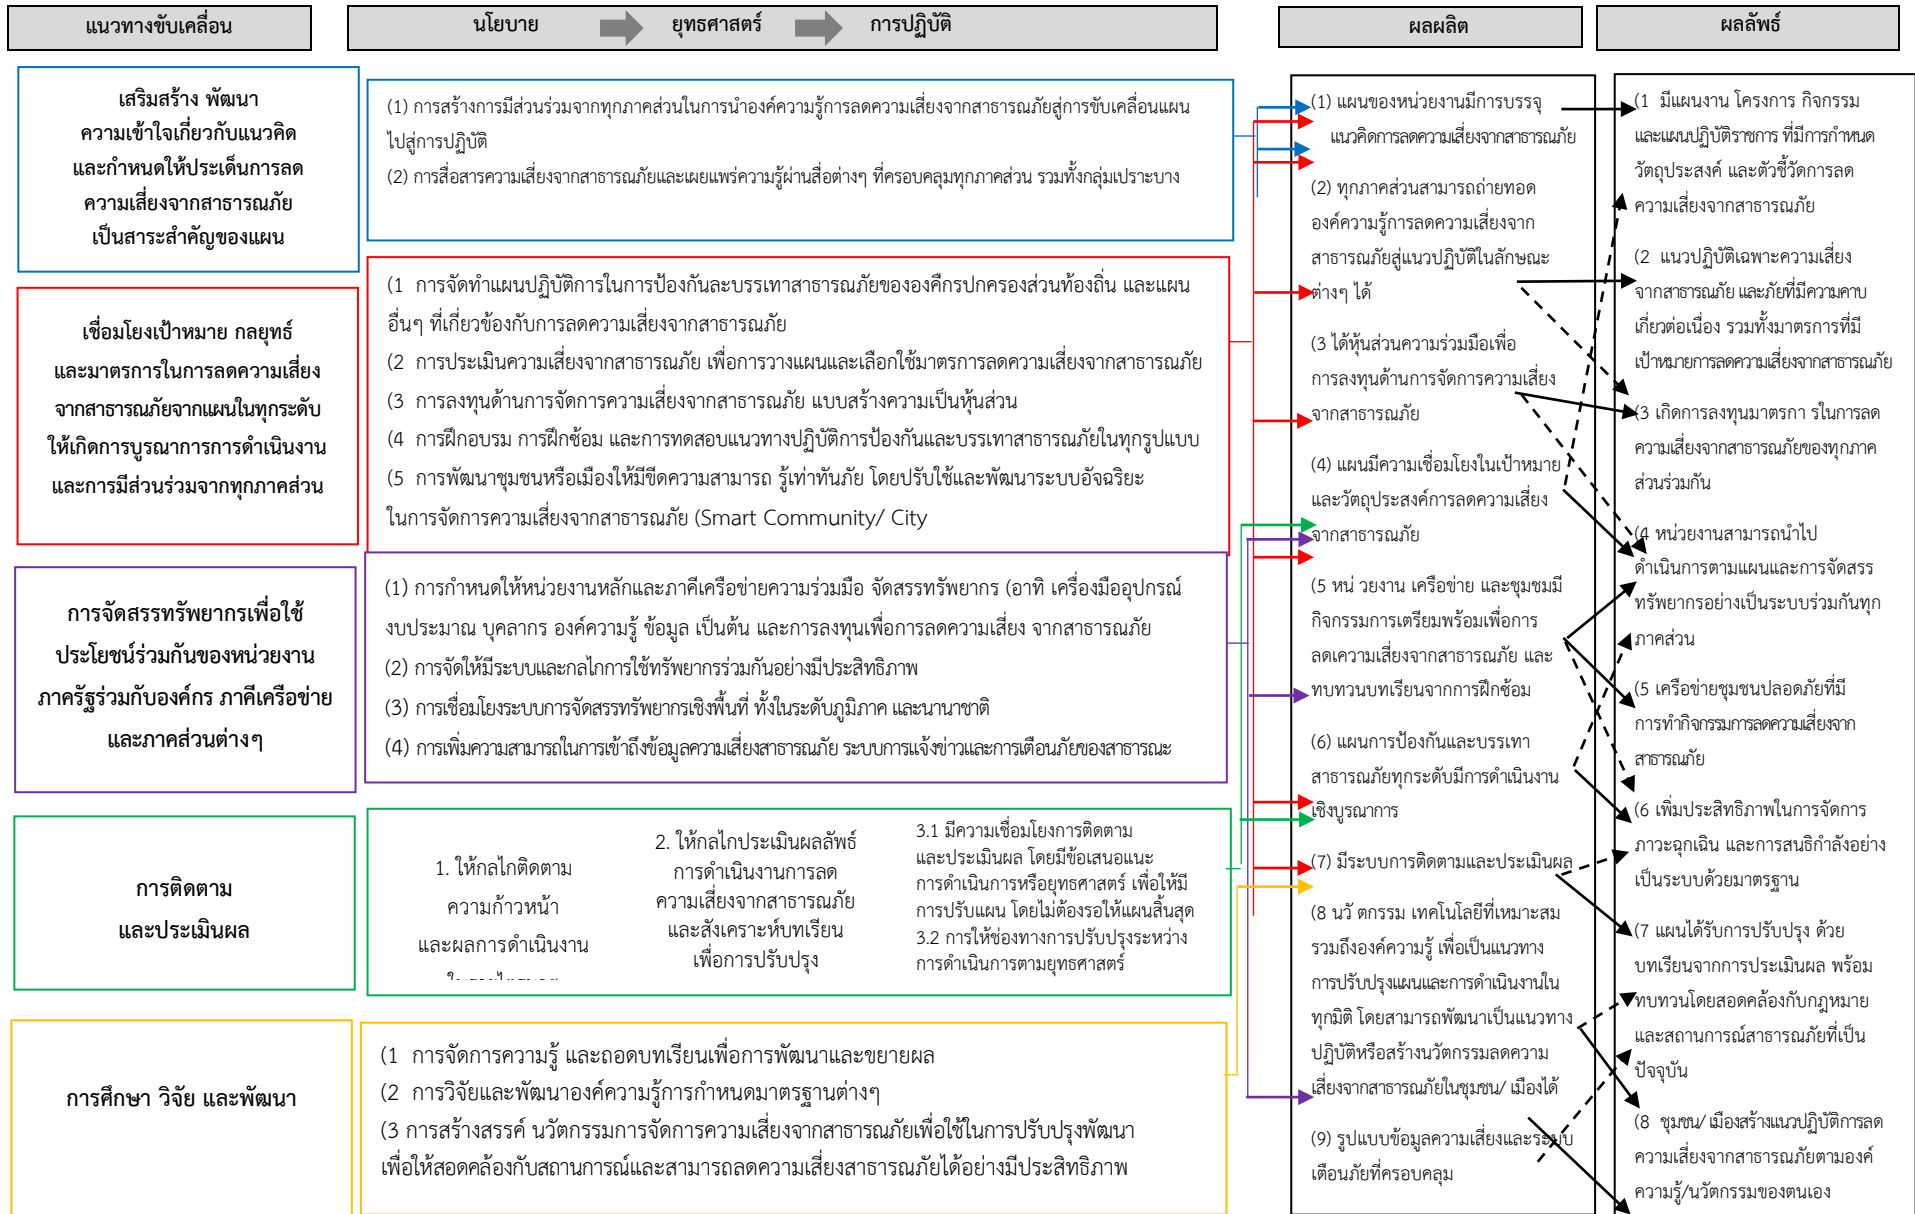 แนวทางขับเคลื่อน
นโยบาย
ยุทธศาสตร์
การปฏิบัติ
ผลผลิต
ผลลัพธ์
เสริมสร้าง พัฒนา
ความเข้าใจเกี่ยวกับแนวคิด
และกำหนดให้ประเด็นการลด
ความเสี่ยงจากสาธารณภัย
เป็นสาระสำคัญของแผน
(1) การสร้างการมีส่วนร่วมจากทุกภาคส่วนในการนำองค์ความรู้การลดความเสี่ยงจากสาธารณภัยสู่การขับเคลื่อนแผน
ไปสู่การปฏิบัติ
(2) การสื่อสารความเสี่ยงจากสาธารณภัยและเผยแพร่ความรู้ผ่านสื่อต่างๆ ที่ครอบคลุมทุกภาคส่วน รวมทั้งกลุ่มเปราะบาง
เชื่อมโยงเป้าหมาย กลยุทธ์
และมาตรการในการลดความเสี่ยง
จากสาธารณภัยจากแผนในทุกระดับ
ให้เกิดการบูรณาการการดำเนินงาน
และการมีส่วนร่วมจากทุกภาคส่วน
(1 การจัดทำแผนปฏิบัติการในการป้องกันละบรรเทาสาธารณภัยขององค์กรปกครองส่วนท้องถิ่น และแผน
อื่นๆ ที่เกี่ยวข้องกับการลดความเสี่ยงจากสาธารณภัย
(2 การประเมินความเสี่ยงจากสาธารณภัย เพื่อการวางแผนและเลือกใช้มาตรการลดความเสี่ยงจากสาธารณภัย
(3 การลงทุนด้านการจัดการความเสี่ยงจากสาธารณภัย แบบสร้างความเป็นหุ้นส่วน
(4 การฝึกอบรม การฝึกซ้อม และการทดสอบแนวทางปฏิบัติการป้องกันและบรรเทาสาธารณภัยในทุกรูปแบบ
(5 การพัฒนาชุมชนหรือเมืองให้มีขีดความสามารถ รู้เท่าทันภัย โดยปรับใช้และพัฒนาระบบอัจฉริยะ
ในการจัดการความเสี่ยงจากสาธารณภัย (Smart Community/ City
การจัดสรรทรัพยากรเพื่อใช้
ประโยชน์ร่วมกันของหน่วยงาน
ภาครัฐร่วมกับองค์กร ภาคีเครือข่าย
และภาคส่วนต่างๆ
(1) การกำหนดให้หน่วยงานหลักและภาคีเครือข่ายความร่วมมือ จัดสรรทรัพยากร (อาทิ เครื่องมืออุปกรณ์
งบประมาณ บุคลากร องค์ความรู้ ข้อมูล เป็นต้น และการลงทุนเพื่อการลดความเสี่ยง จากสาธารณภัย
(2) การจัดให้มีระบบและกลไกการใช้ทรัพยากรร่วมกันอย่างมีประสิทธิภาพ
(3) การเชื่อมโยงระบบการจัดสรรทรัพยากรเชิงพื้นที่ ทั้งในระดับภูมิภาค และนานาชาติ
(4) การเพิ่มความสามารถในการเข้าถึงข้อมูลความเสี่ยงสาธารณภัย ระบบการแจ้งข่าวและการเตือนภัยของสาธารณะ
การติดตาม
และประเมินผล
1. ให้กลไกติดตาม
ความก้าวหน้า
และผลการดำเนินงาน
2. ให้กลไกประเมินผลลัพธ์
การดำเนินงานการลด
ความเสี่ยงจากสาธารณภัย
และสังเคราะห์บทเรียน
เพื่อการปรับปรุง
3.1 มีความเชื่อมโยงการติดตาม
และประเมินผล โดยมีข้อเสนอแนะ
การดำเนินการหรือยุทธศาสตร์ เพื่อให้มี
การปรับแผน โดยไม่ต้องรอให้แผนสิ้นสุด
3.2 การให้ช่องทางการปรับปรุงระหว่าง
การดำเนินการตามยุทธศาสตร์
การศึกษา วิจัย และพัฒนา
(1 การจัดการความรู้ และถอดบทเรียนเพื่อการพัฒนาและขยายผล
(2 การวิจัยและพัฒนาองค์ความรู้การกำหนดมาตรฐานต่างๆ
(3 การสร้างสรรค์ นวัตกรรมการจัดการความเสี่ยงจากสาธารณภัยเพื่อใช้ในการปรับปรุงพัฒนา
เพื่อให้สอดคล้องกับสถานการณ์และสามารถลดความเสี่ยงสาธารณภัยได้อย่างมีประสิทธิภาพ
(1) แผนของหน่วยงานมีการบรรจุ
แนวคิดการลดความเสี่ยงจากสาธารณภัย
(2) ทุกภาคส่วนสามารถถ่ายทอด
องค์ความรู้การลดความเสี่ยงจาก
สาธารณภัยสู่แนวปฏิบัติในลักษณะ
ต่างๆ ได้
(3 ได้หุ้นส่วนความร่วมมือเพื่อ
การลงทุนด้านการจัดการความเสี่ยง
จากสาธารณภัย
(4) แผนมีความเชื่อมโยงในเป้าหมาย
และวัตถุประสงค์การลดความเสี่ยง
จากสาธารณภัย
(5 หน่ วยงาน เครือข่าย และชุมชมมี
กิจกรรมการเตรียมพร้อมเพื่อการ
ลดเความเสี่ยงจากสาธารณภัย และ
ทบทวนบทเรียนจากการฝึกซ้อม
(6) แผนการป้องกันและบรรเทา
สาธารณภัยทุกระดับมีการดำเนินงาน
เชิงบูรณาการ
(7) มีระบบการติดตามและประเมินผล
(8 นวั ตกรรม เทคโนโลยีที่เหมาะสม
รวมถึงองค์ความรู้ เพื่อเป็นแนวทาง
การปรับปรุงแผนและการดำเนินงานใน
ทุกมิติ โดยสามารถพัฒนาเป็นแนวทาง
ปฏิบัติหรือสร้างนวัตกรรมลดความ
เสี่ยงจากสาธารณภัยในชุมชน/ เมืองได้
(9) รูปแบบข้อมูลความเสี่ยงและระบบ
เตือนภัยที่ครอบคลุม
(1 มีแผนงาน โครงการ กิจกรรม
และแผนปฏิบัติราชการ ที่มีการกำหนด
วัตถุประสงค์ และตัวชี้วัดการลด
ความเสี่ยงจากสาธารณภัย
(2 แนวปฏิบัติเฉพาะความเสี่ยง
จากสาธารณภัย และภัยที่มีความคาบ
เกี่ยวต่อเนื่อง รวมทั้งมาตรการที่มี
เป้าหมายการลดความเสี่ยงจากสาธารณภัย
(3 เกิดการลงทุนมาตรกา รในการลด
ความเสี่ยงจากสาธารณภัยของทุกภาค
ส่วนร่วมกัน
(4 หน่วยงานสามารถนำไป
ดำเนินการตามแผนและการจัดสรร
ทรัพยากรอย่างเป็นระบบร่วมกันทุก
ภาคส่วน
(5 เครือข่ายชุมชนปลอดภัยที่มี
การทำกิจกรรมการลดความเสี่ยงจาก
สาธารณภัย
(6 เพิ่มประสิทธิภาพในการจัดการ
ภาวะฉุกเฉิน และการสนธิกำลังอย่าง
เป็นระบบด้วยมาตรฐาน
(7 แผนได้รับการปรับปรุง ด้วย
บทเรียนจากการประเมินผล พร้อม
ทบทวนโดยสอดคล้องกับกฎหมาย
และสถานการณ์สาธารณภัยที่เป็น
ปัจจุบัน
(8 ชุมชน/ เมืองสร้างแนวปฏิบัติการลด
ความเสี่ยงจากสาธารณภัยตามองค์
ความรู้/นวัตกรรมของตนเอง